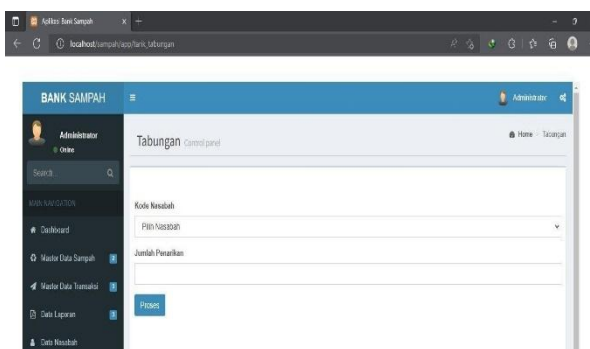 Aplikasi Bank Sampah
localhost/sampah/app/tarik_tabungan
BANK SAMPAH
Administrator
Administrator
Online
Tabungan Control panel
Home
Tabungan
Search...
MAIN NAVIGATION
Kode Nasabah
Dashboard
Pilih Nasabah
Master Data Sampah
Jumlah Penarikan
Master Data Transaksi
Proses
Data Laporan
Data Nasabah